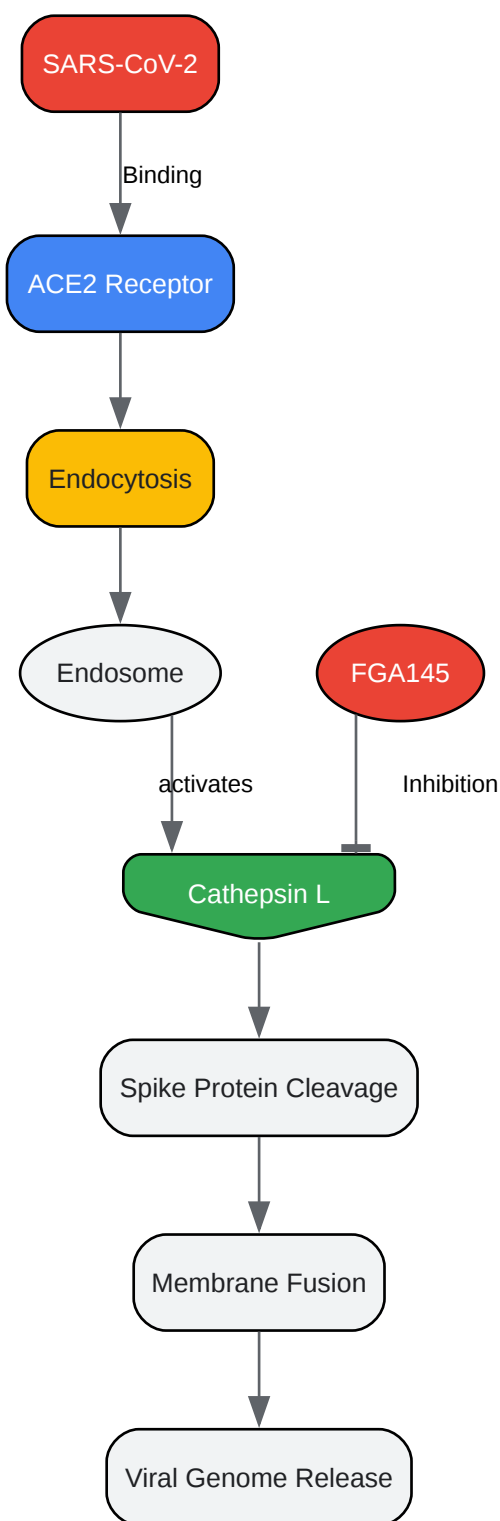 SARS-CoV-2
Binding
ACE2 Receptor
Endocytosis
Endosome
FGA145
activates
Inhibition
Cathepsin L
Spike Protein Cleavage
Membrane Fusion
Viral Genome Release